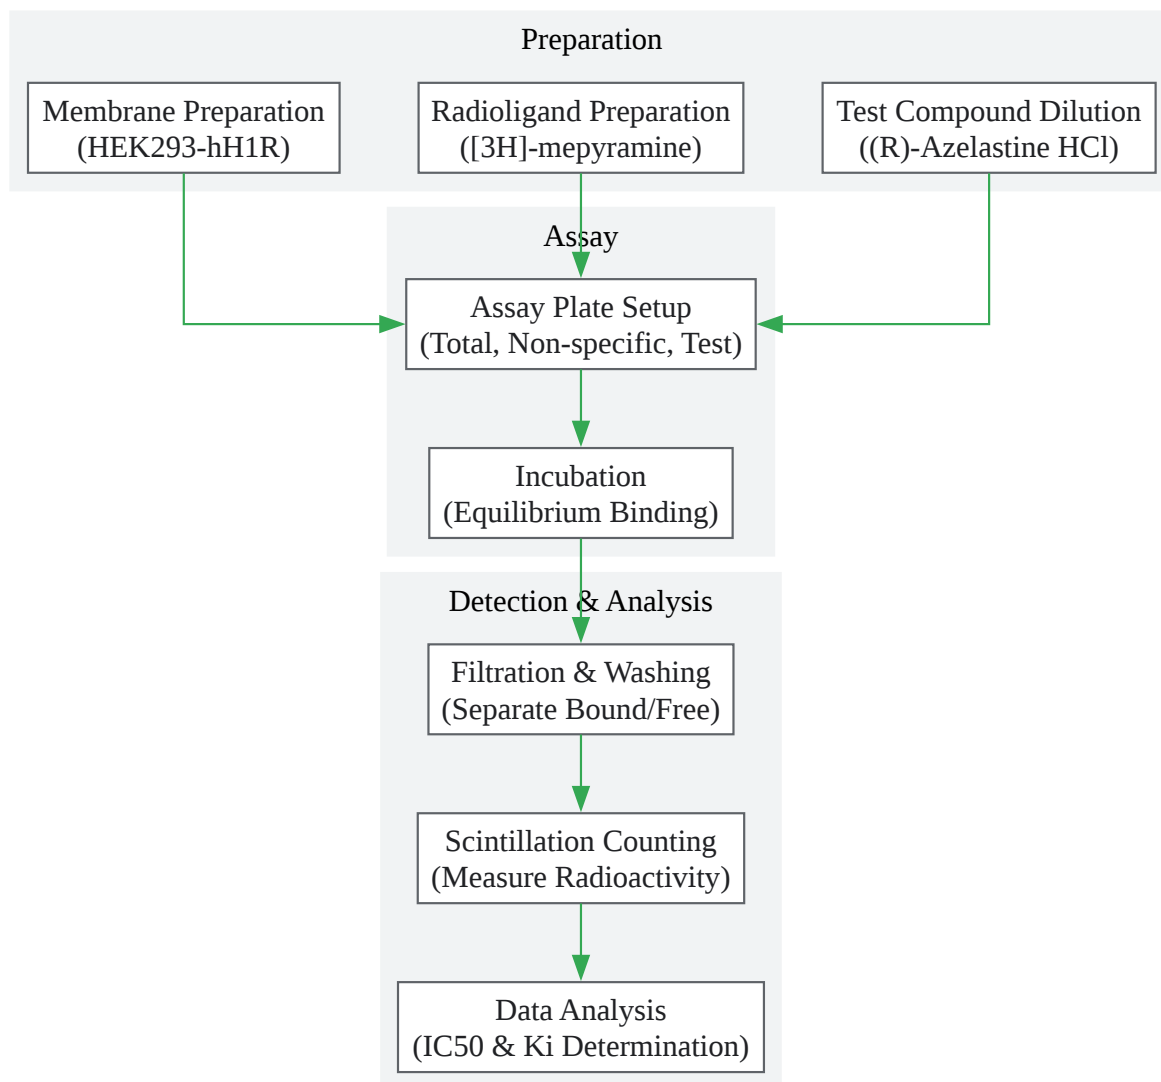 Preparation
Membrane Preparation
(HEK293-hH1R)
Radioligand Preparation
([3H]-mepyramine)
Test Compound Dilution
((R)-Azelastine HCl)
Assay
Assay Plate Setup
(Total, Non-specific, Test)
Incubation
(Equilibrium Binding)
Detection & Analysis
Filtration & Washing
(Separate Bound/Free)
Scintillation Counting
(Measure Radioactivity)
Data Analysis
(IC50 & Ki Determination)